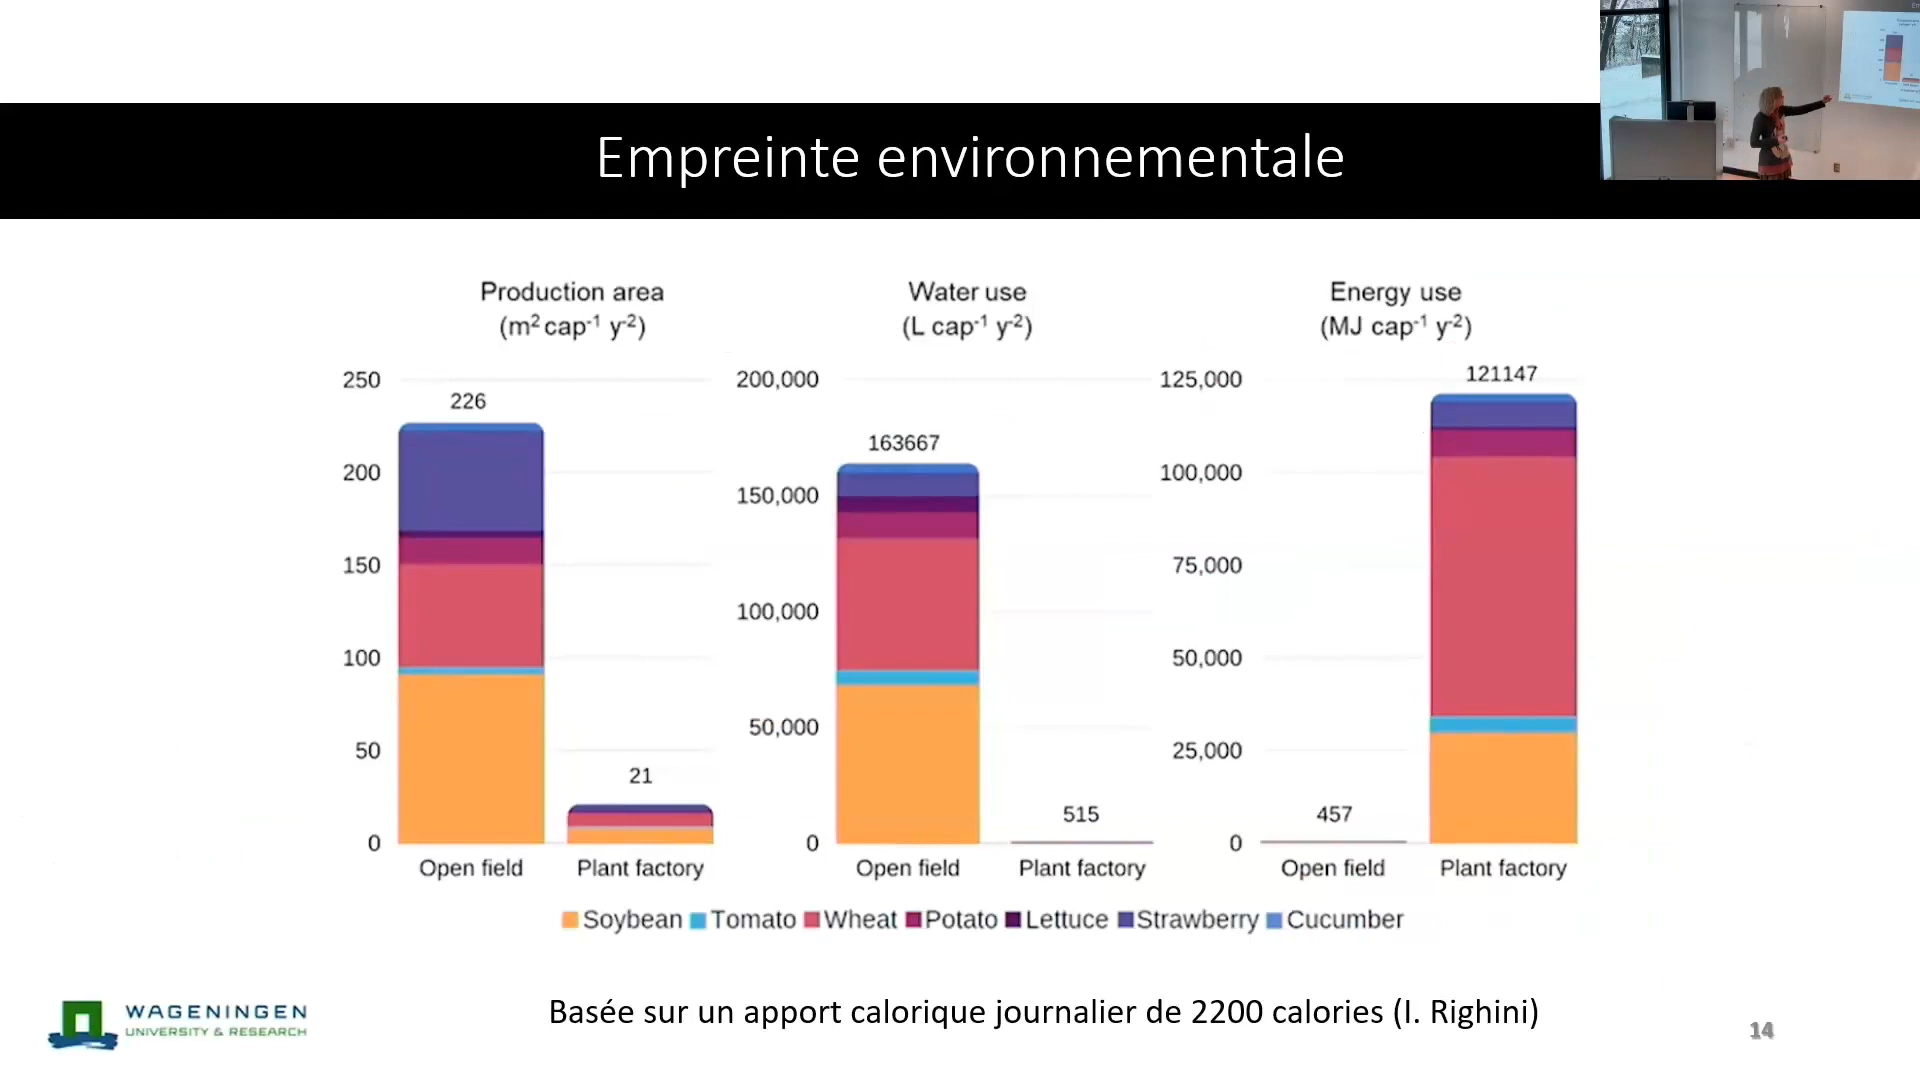 Empreinte environnementale
Production area
(m² cap⁻¹ y⁻²)
250
226
200
150
100
50
21
0
Open field
Plant factory
Water use
(L cap⁻¹ y⁻²)
200,000
163667
150,000
100,000
50,000
515
0
Open field
Plant factory
Energy use
(MJ cap⁻¹ y⁻²)
125,000
121147
100,000
75,000
50,000
25,000
457
0
Open field
Plant factory
Soybean Tomato Wheat Potato Lettuce Strawberry Cucumber
WAGENINGEN
UNIVERSITY & RESEARCH
Basée sur un apport calorique journalier de 2200 calories (I. Righini)
14